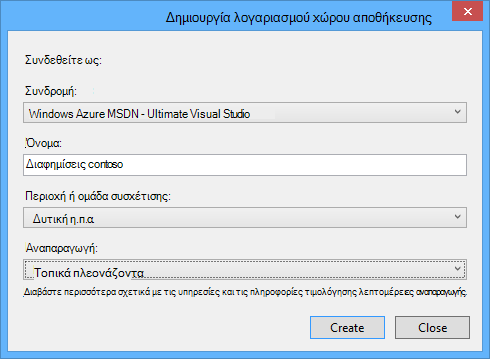 Δημιουργία λογαριασμού χώρου αποθήκευσης
Συνδεθείτε ως:
Συνδρομή:
Windows Azure MSDN - Ultimate Visual Studio
Όνομα:
Διαφημίσεις contoso
Περιοχή ή ομάδα συσχέτισης:
Δυτική η.π.α.
Αναπαραγωγή:
Τοπικά πλεονάζοντα
Διαβάστε περισσότερα σχετικά με τις υπηρεσίες και τις πληροφορίες τιμολόγησης λεπτομέρειες αναπαραγωγής.
Create Close